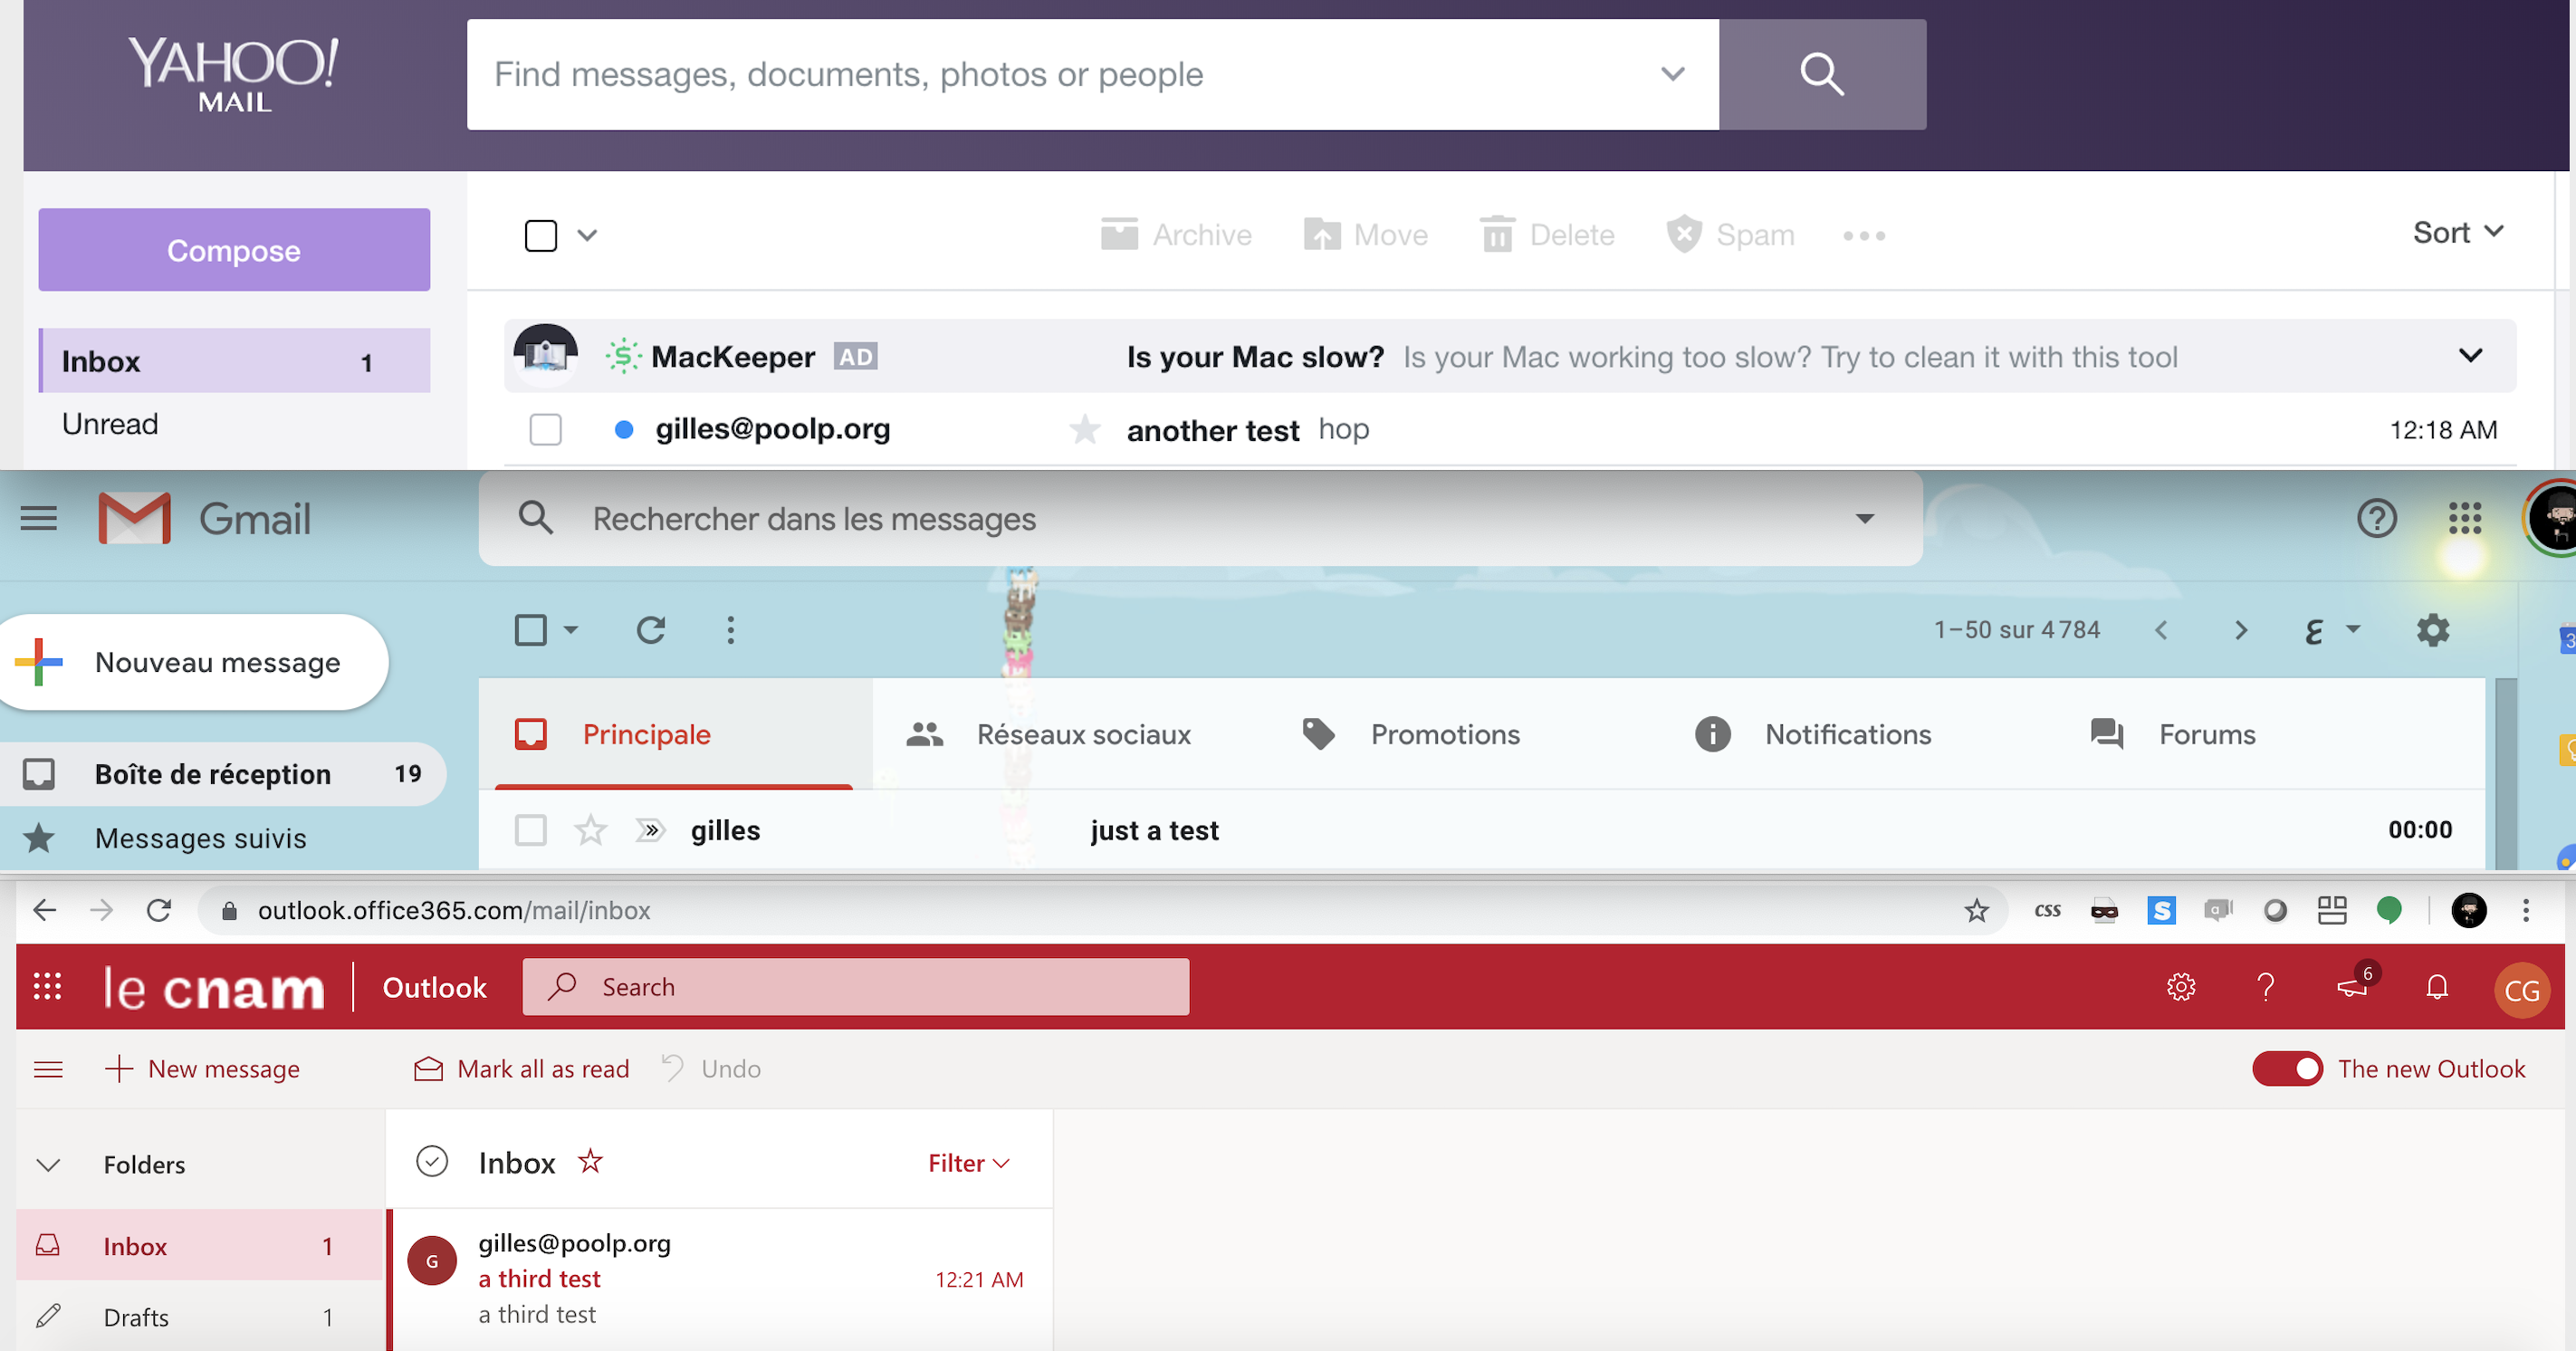 YAHOO!
MAIL
Find messages, documents, photos or people
Compose
Archive Move Delete Spam Sort
Inbox 1
MacKeeper AD Is your Mac slow? Is your Mac working too slow? Try to clean it with this tool
Unread
gilles@poolp.org another test hop 12:18 AM
Gmail Rechercher dans les messages
1–50 sur 4 784
Nouveau message
Principale Réseaux sociaux Promotions Notifications Forums
Boîte de réception 19
Messages suivis
gilles just a test 00:00
outlook.office365.com/mail/inbox css S a
le cnam Outlook Search ? 6 CG
New message Mark all as read Undo The new Outlook
Folders Inbox Filter
Inbox 1
G gilles@poolp.org
a third test 12:21 AM
a third test
Drafts 1